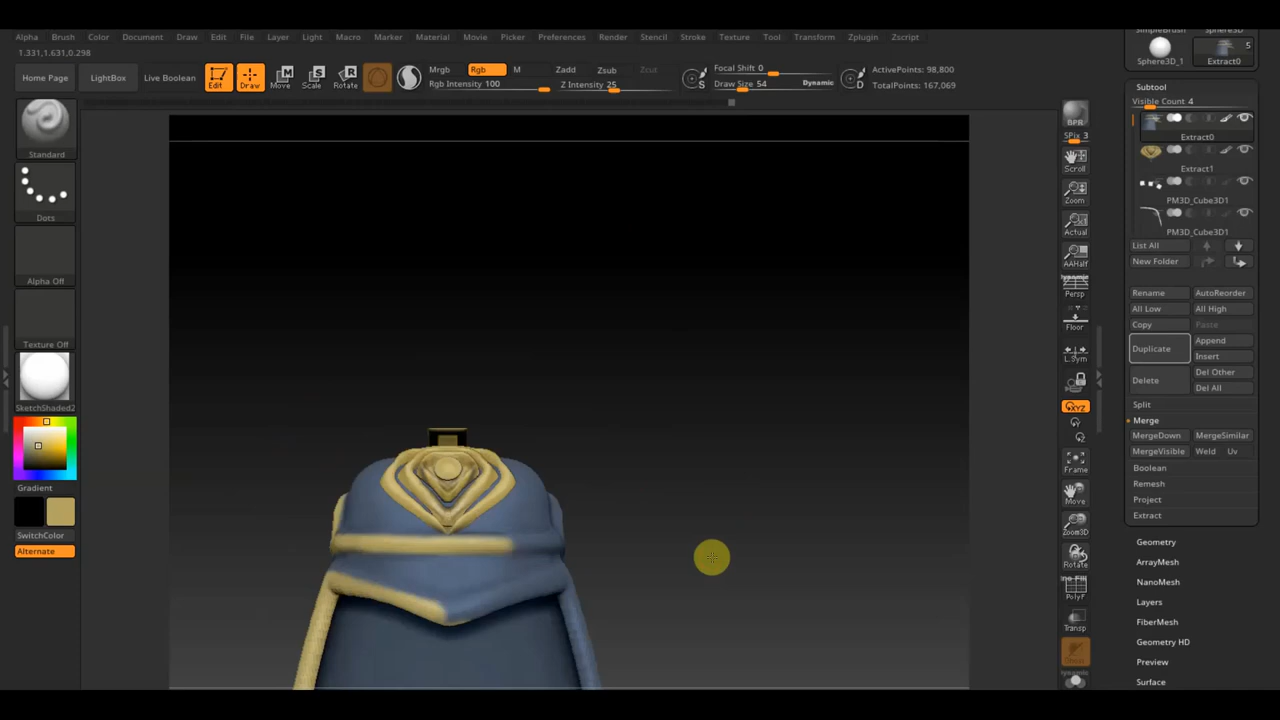 Alpha Brush Color Document Draw Edit File Layer Light Macro Marker Material Movie Picker Preferences Render Stencil Stroke Texture Tool Transform Zplugin Zscript
1.331,1.631,0.298
Home Page LightBox Live Boolean Edit Draw Move Scale Rotate
Mrgb Rgb M Zadd Zsub Zcut
Rgb Intensity 100 Z Intensity 25
Focal Shift 0
Draw Size 54 Dynamic
ActivePoints: 98,800
TotalPoints: 167,069
Standard
Dots
Alpha Off
Texture Off
SketchShaded2
Gradient
SwitchColor
Alternate
BPR
SPix 3
Scroll
Zoom
Actual
AAHalf
Persp
Floor
L.Sym
XYZ
Frame
Move
Zoom3D
Rotate
PolyF
Transp
Sphere3D_1 Extract0
5
Subtool
Visible Count 4
Extract0
Extract1
PM3D_Cube3D1
PM3D_Cube3D1
List All
New Folder
Rename AutoReorder
All Low All High
Copy Paste
Duplicate Append
Insert
Delete Del Other
Del All
Split
Merge
MergeDown MergeSimilar
MergeVisible Weld Uv
Boolean
Remesh
Project
Extract
Geometry
ArrayMesh
NanoMesh
Layers
FiberMesh
Geometry HD
Preview
Surface